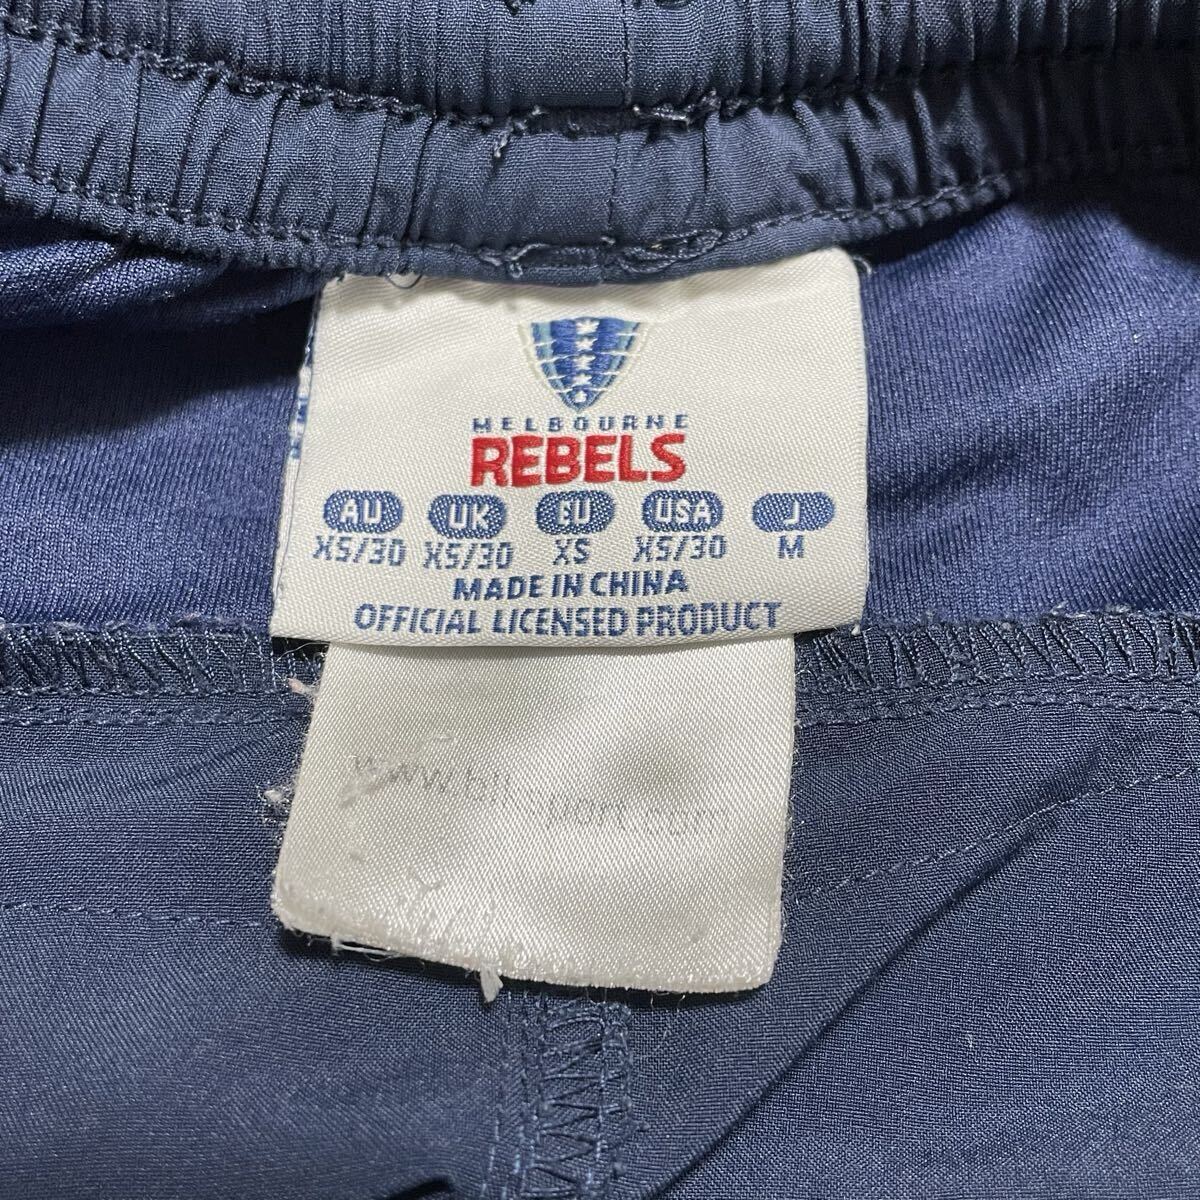 MELBOURNE
REBELS
AU UK EU USA J
XS/30 XS/30 XS XS/30 M
MADE IN CHINA
OFFICIAL LICENSED PRODUCT